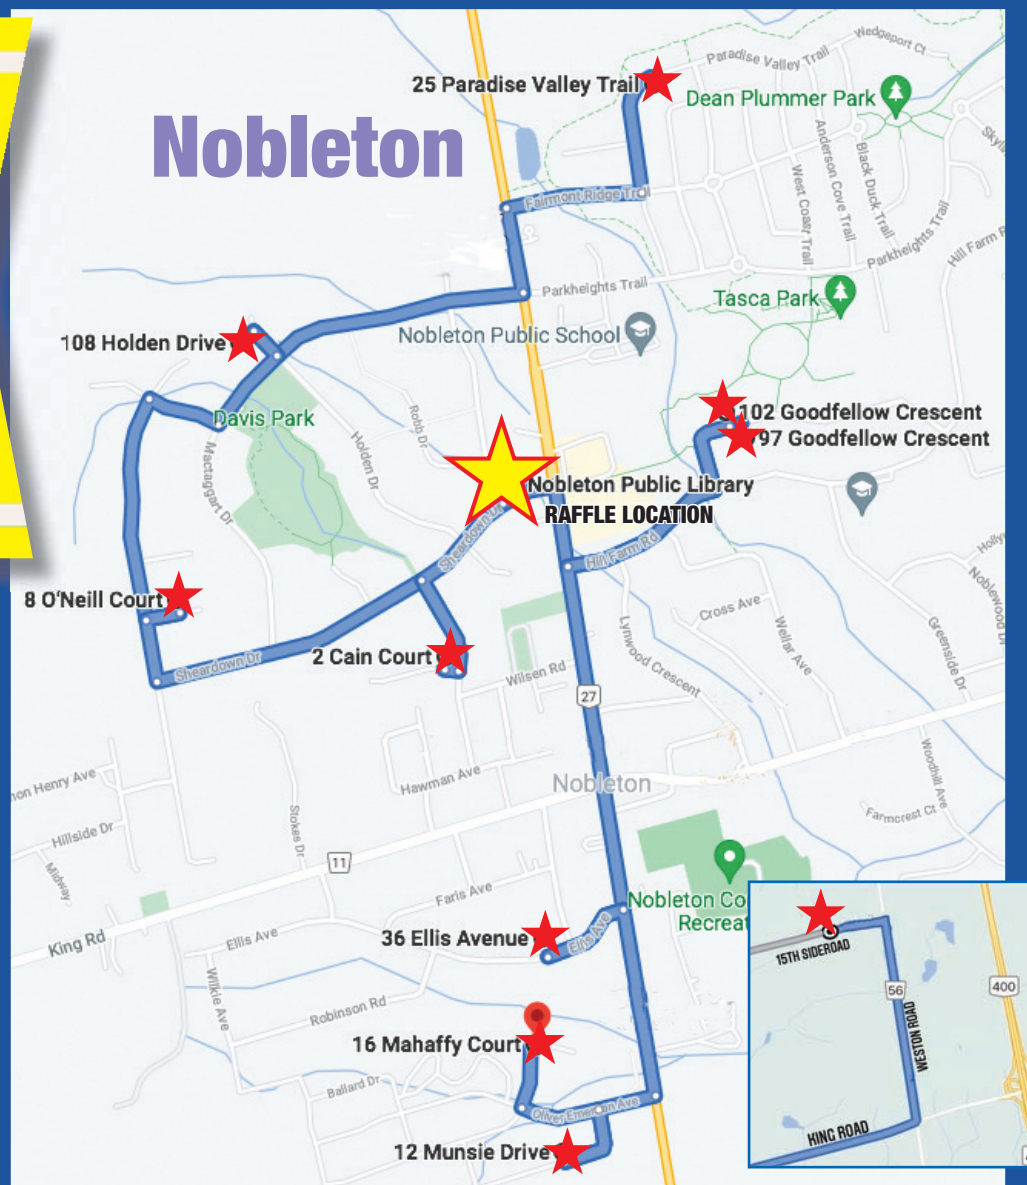 Nobleton
25 Paradise Valley Trail
Paradise Valley Trail
Wedgeport Ct
Dean Plummer Park
Anderson Cove Trail
Black Duck Trail
West Coast Trail
Fairmont Ridge Trail
Parkheights Trail
Parkheights Trail
Tasca Park
Nobleton Public School
108 Holden Drive
Davis Park
Robb Dr
Holden Dr
Mactaggart Dr
102 Goodfellow Crescent
97 Goodfellow Crescent
Nobleton Public Library
RAFFLE LOCATION
Sheardown Dr
Hill Farm Rd
8 O'Neill Court
Sheardown Dr
2 Cain Court
Wilsen Rd
Lynwood Crescent
Cross Ave
Wellar Ave
Greenside Dr
27
Nobleton
Hawman Ave
Woodhill Ave
Farmcrest Ct
on Henry Ave
Hillside Dr
Midway
Stokes Dr
11
King Rd
Faris Ave
Ellis Ave
36 Ellis Avenue
Ellis Ave
Nobleton Co
Recreat
Wilkie Ave
Robinson Rd
16 Mahaffy Court
Ballard Dr
Oliver Emerson Ave
12 Munsie Drive
15TH SIDEROAD
56
400
WESTON ROAD
KING ROAD